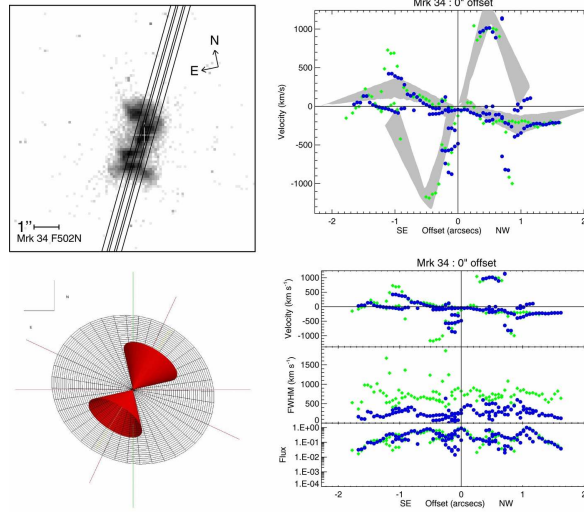 N
E
1"
Mrk 34 F502N
Mrk 34 : 0" offset
Velocity (km/s)
1000
500
0
-500
-1000
-2 -1 0 1 2
SE Offset (arcsecs) NW
Mrk 34 : 0" offset
Velocity (km s⁻¹)
1000
500
0
-500
-1000
FWHM (km s⁻¹)
1500
1000
500
0
Flux
1.E+00
1.E-01
1.E-02
1.E-03
1.E-04
-2 -1 0 1 2
SE Offset (arcsecs) NW